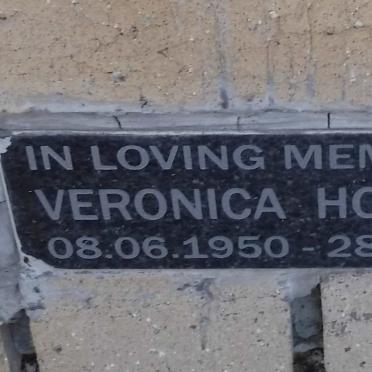 IN LOVING MEM
VERONICA HO
08.06.1950 - 28